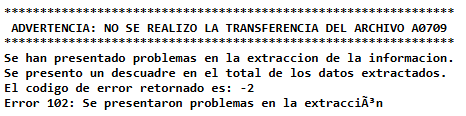 ****************************************************************
ADVERTENCIA: NO SE REALIZO LA TRANSFERENCIA DEL ARCHIVO A0709
****************************************************************
Se han presentado problemas en la extraccion de la informacion.
Se presento un descuadre en el total de los datos extractados.
El codigo de error retornado es: -2
Error 102: Se presentaron problemas en la extracciÃ³n